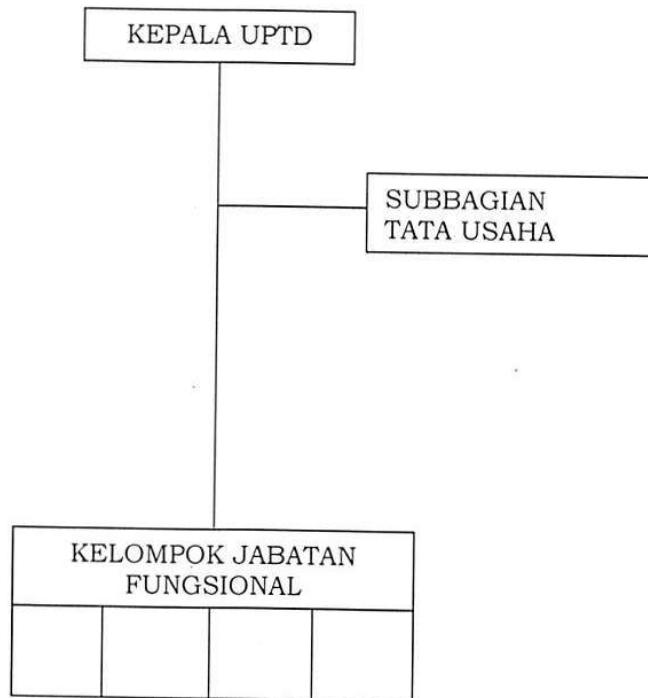 KEPALA UPTD
SUBBAGIAN
TATA USAHA
KELOMPOK JABATAN
FUNGSIONAL